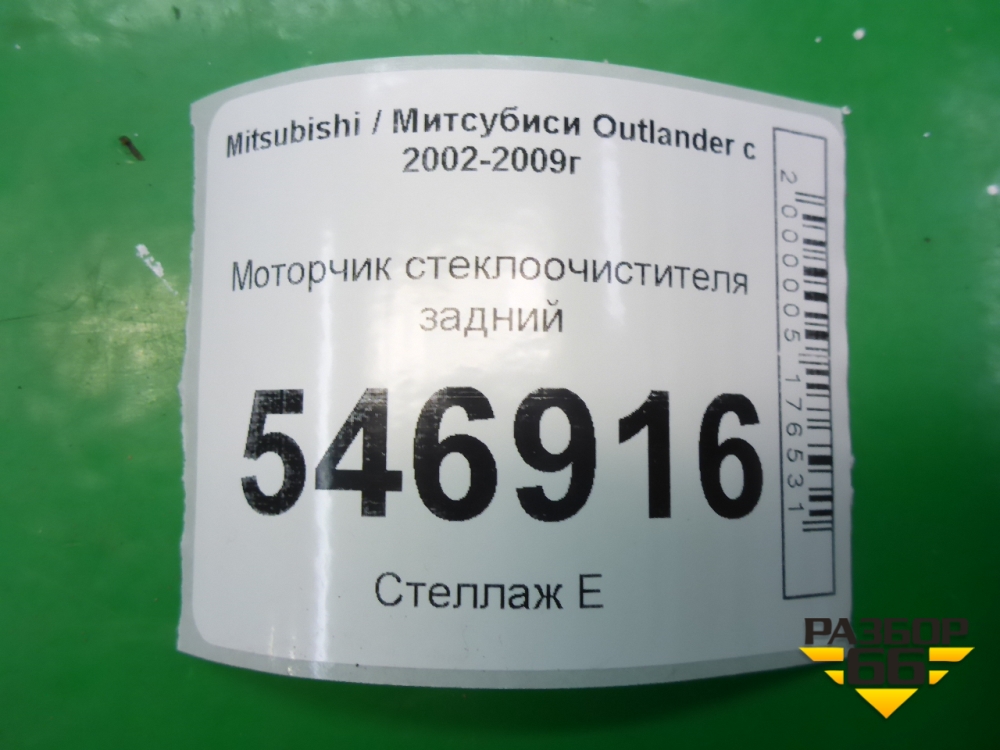 Mitsubishi / Митсубиси Outlander с
2002-2009г
Моторчик стеклоочистителя
задний
546916
Стеллаж Е
2000005176531
РАЗБОР
66